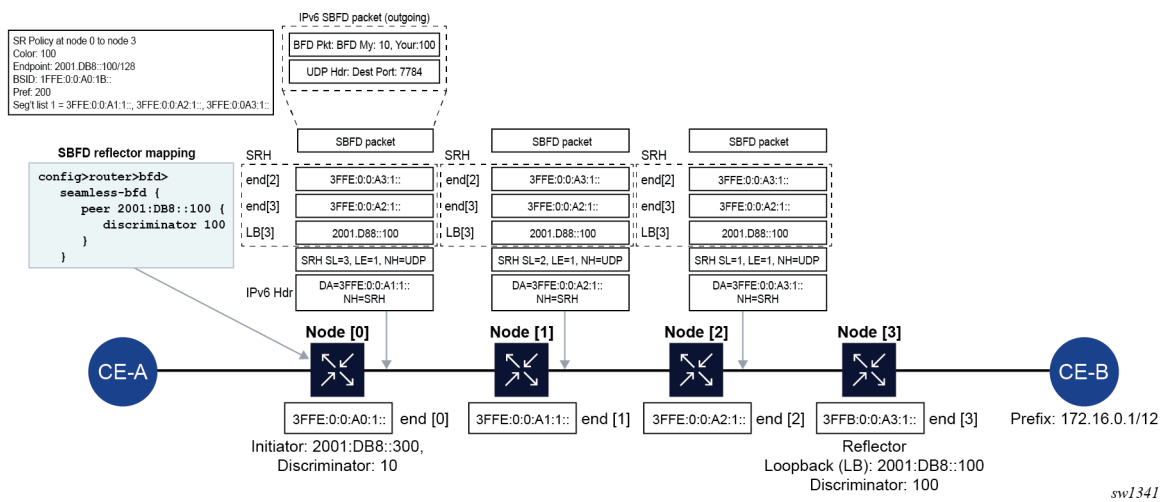 IPv6 SBFD packet (outgoing)
BFD Pkt: BFD My: 10, Your:100
UDP Hdr: Dest Port: 7784
SR Policy at node 0 to node 3
Color: 100
Endpoint: 2001.DB8::100/128
BSID: 1FFE:0:0:A0:1B::
Pref: 200
Seg't list 1 = 3FFE:0:0:A1:1::, 3FFE:0:0:A2:1::, 3FFE:0:0A3:1::
SBFD reflector mapping
config>router>bfd>
seamless-bfd {
peer 2001:DB8::100 {
discriminator 100
}
}
SBFD packet
SRH
end[2]
3FFE:0:0:A3:1::
end[3]
3FFE:0:0:A2:1::
LB[3]
2001.D88::100
SRH SL=3, LE=1, NH=UDP
IPv6 Hdr
DA=3FFE:0:0:A1:1::
NH=SRH
SBFD packet
SRH
end[2]
3FFE:0:0:A3:1::
end[3]
3FFE:0:0:A2:1::
LB[3]
2001.D88::100
SRH SL=2, LE=1, NH=UDP
DA=3FFE:0:0:A2:1::
NH=SRH
SBFD packet
SRH
end[2]
3FFE:0:0:A3:1::
end[3]
3FFE:0:0:A2:1::
LB[3]
2001.D88::100
SRH SL=1, LE=1, NH=UDP
DA=3FFE:0:0:A3:1::
NH=SRH
Node [0]
Node [1]
Node [2]
Node [3]
CE-A
CE-B
3FFE:0:0:A0:1:: end [0]
3FFE:0:0:A1:1:: end [1]
3FFE:0:0:A2:1:: end [2]
3FFB:0:0:A3:1:: end [3]
Prefix: 172.16.0.1/12
Initiator: 2001:DB8::300,
Discriminator: 10
Reflector
Loopback (LB): 2001:DB8::100
Discriminator: 100
sw1341